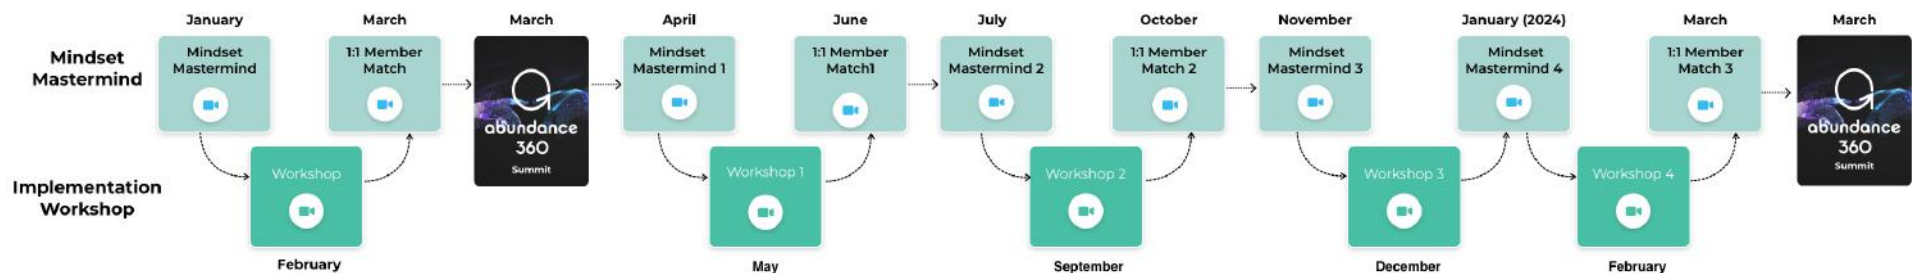 January
March
March
April
June
July
October
November
January (2024)
March
March
Mindset
Mastermind
Mindset
Mastermind
1:1 Member
Match
abundance
360
Summit
Mindset
Mastermind 1
1:1 Member
Match1
Mindset
Mastermind 2
1:1 Member
Match 2
Mindset
Mastermind 3
Mindset
Mastermind 4
1:1 Member
Match 3
abundance
360
Summit
Implementation
Workshop
Workshop
Workshop 1
Workshop 2
Workshop 3
Workshop 4
February
May
September
December
February